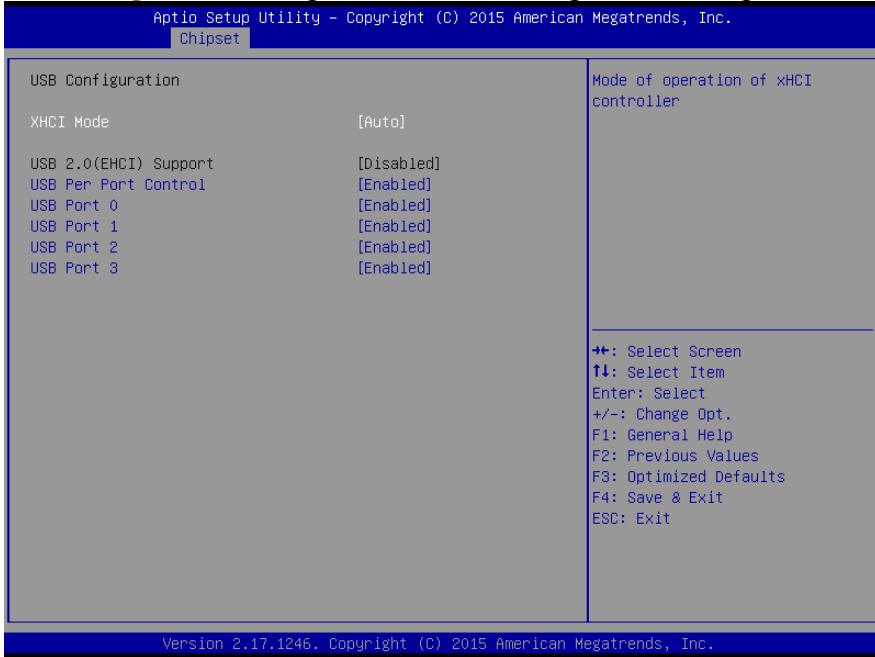 Aptio Setup Utility – Copyright (C) 2015 American Megatrends, Inc.
Chipset
USB Configuration
XHCI Mode [Auto]
USB 2.0(EHCI) Support [Disabled]
USB Per Port Control [Enabled]
USB Port 0 [Enabled]
USB Port 1 [Enabled]
USB Port 2 [Enabled]
USB Port 3 [Enabled]
Mode of operation of xHCI
controller
→←: Select Screen
↑↓: Select Item
Enter: Select
+/-: Change Opt.
F1: General Help
F2: Previous Values
F3: Optimized Defaults
F4: Save & Exit
ESC: Exit
Version 2.17.1246. Copyright (C) 2015 American Megatrends, Inc.